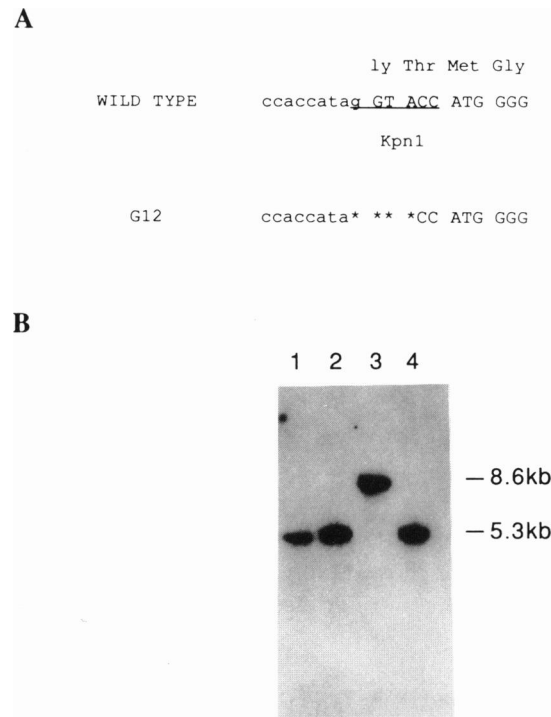 A
ly Thr Met Gly
WILD TYPE ccaccatag GT ACC ATG GGG
Kpn1
G12 ccaccata* ** *CC ATG GGG
B
1 2 3 4
— 8.6kb
— 5.3kb